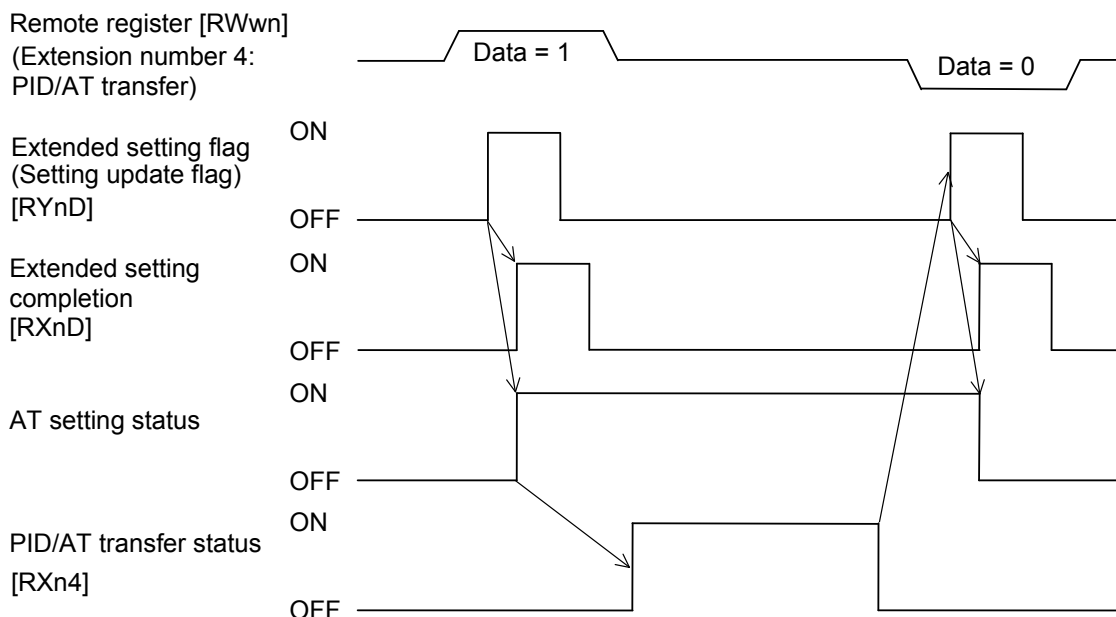 Remote register [RWwn]
(Extension number 4:
PID/AT transfer)
Data = 1
Data = 0
Extended setting flag
(Setting update flag)
[RYnD]
ON
OFF
Extended setting
completion
[RXnD]
ON
OFF
AT setting status
ON
OFF
PID/AT transfer status
[RXn4]
ON
OFF